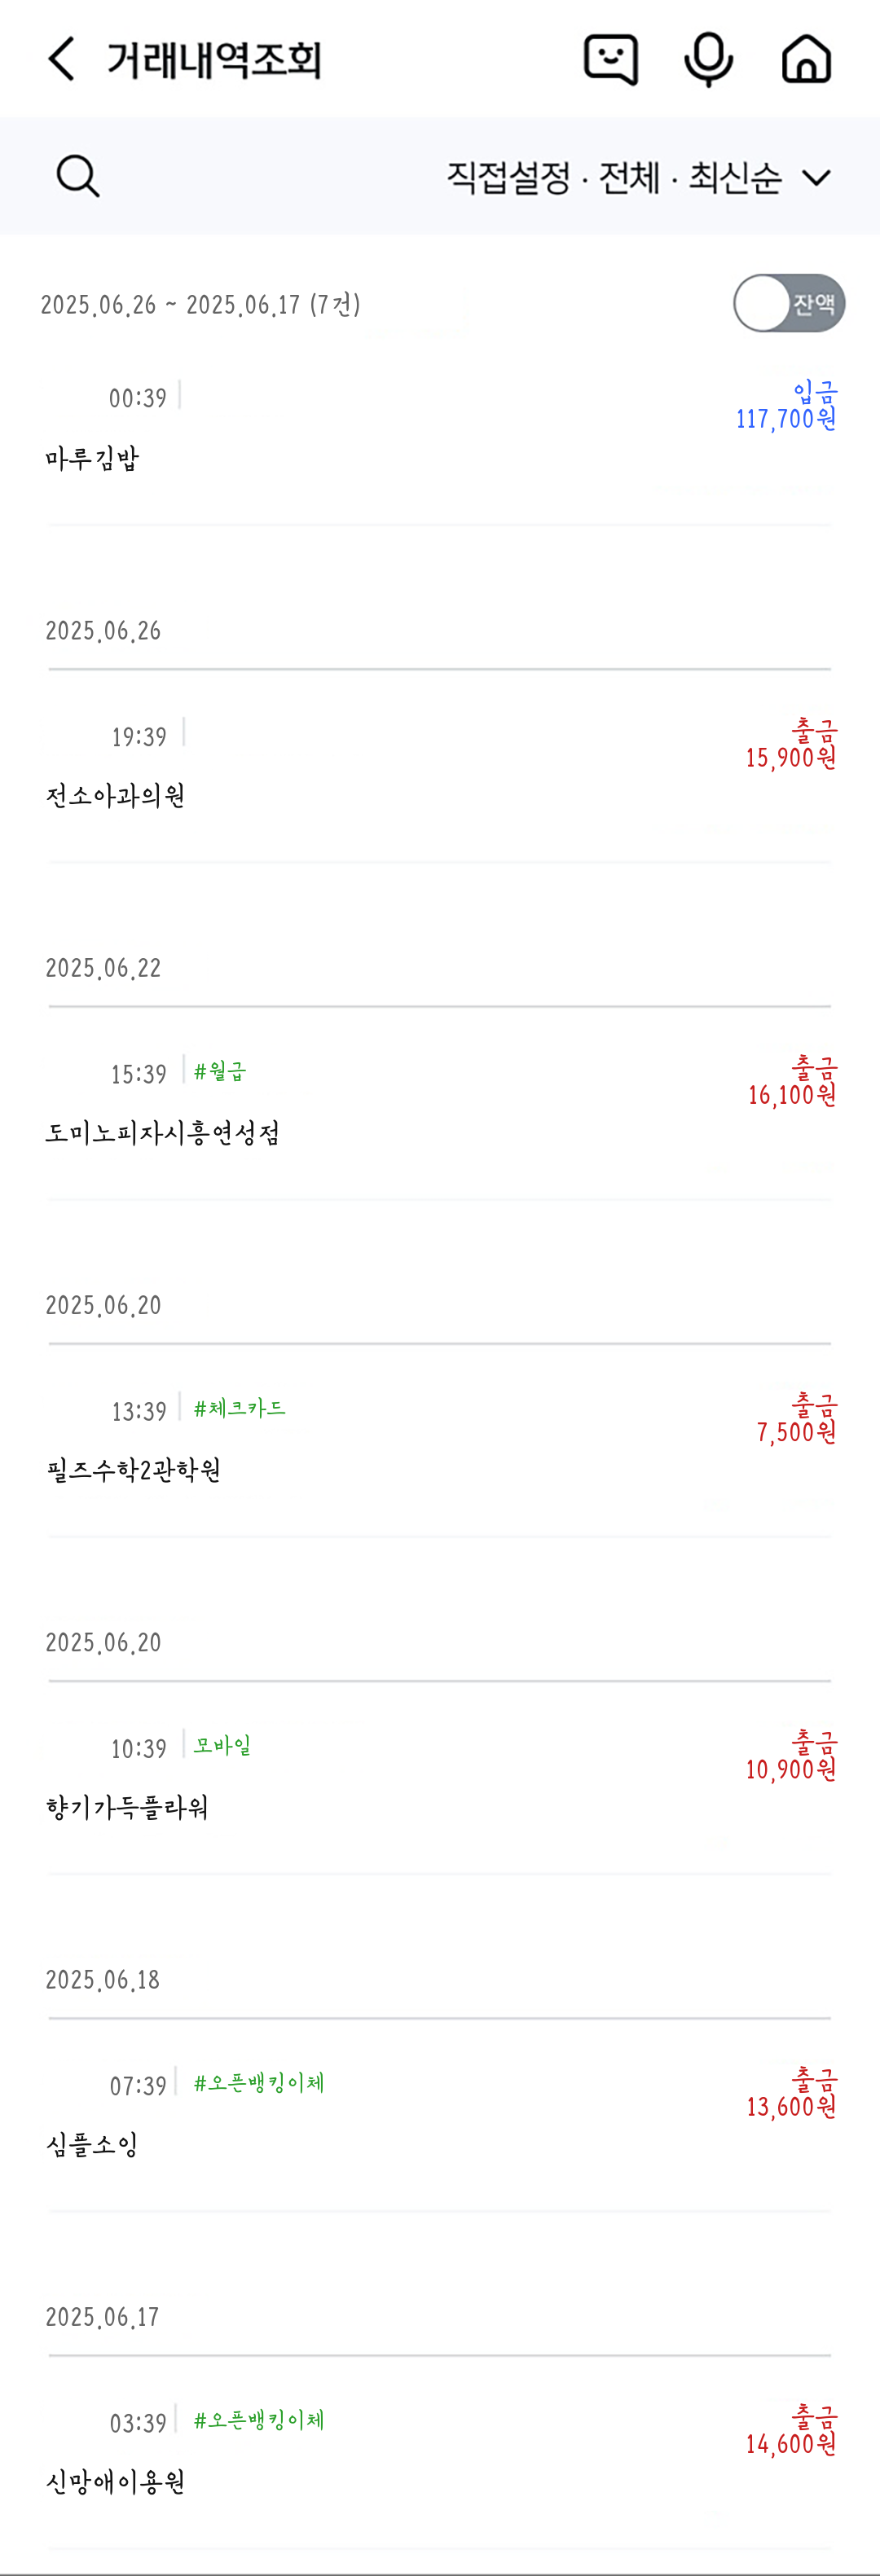 거래내역조회
직접설정 · 전체 · 최신순
2025.06.26 ~ 2025.06.17 (7건)
잔액
00:39
입금
117,700원
마루김밥
2025.06.26
19:39
출금
15,900원
전소아과의원
2025.06.22
15:39 #월급
출금
16,100원
도미노피자시흥연성점
2025.06.20
13:39 #체크카드
출금
7,500원
필즈수학2관학원
2025.06.20
10:39 모바일
출금
10,900원
향기가득플라워
2025.06.18
07:39 #오픈뱅킹이체
출금
13,600원
심플소잉
2025.06.17
03:39 #오픈뱅킹이체
출금
14,600원
신망애이용원